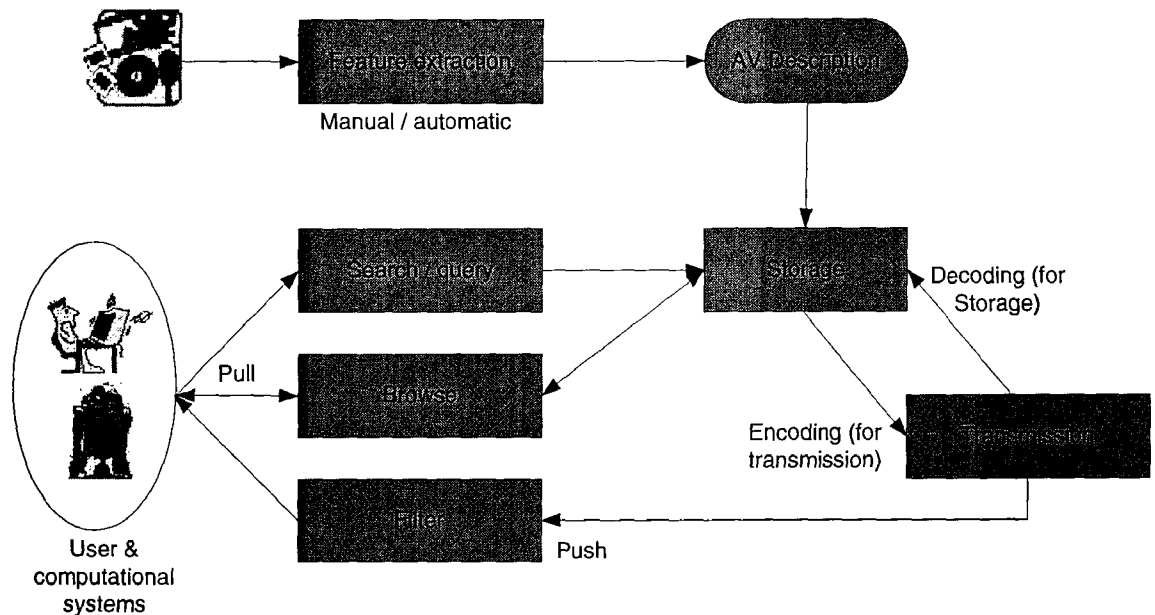 Feature extraction
AV Description
Manual / automatic
Search / query
Storage
Decoding (for
Storage)
Pull
Browse
Encoding (for
transmission)
Transmission
Filter
Push
User &
computational
systems